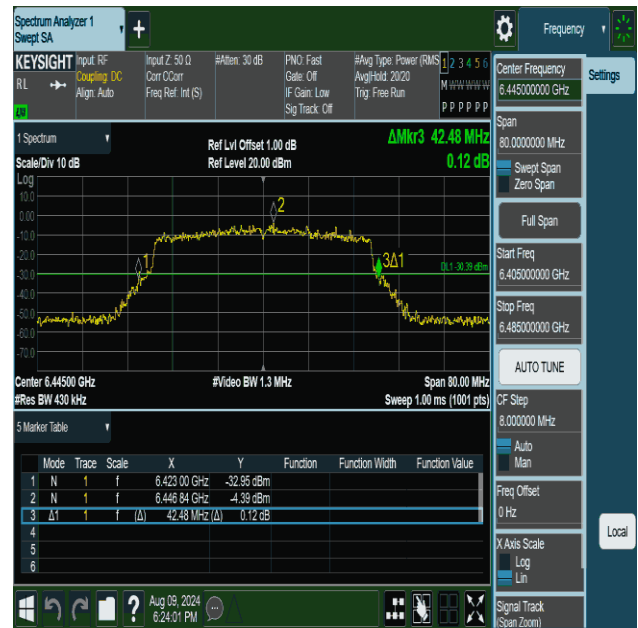 Spectrum Analyzer 1
Swept SA
+
Frequency
KEYSIGHT
RL
Input: RF
Coupling: DC
Align: Auto
Input Z: 50 Ω
Corr CCorr
Freq Ref: Int (S)
#Atten: 30 dB
PNO: Fast
Gate: Off
IF Gain: Low
Sig Track: Off
#Avg Type: Power (RMS
Avg|Hold: 20/20
Trig: Free Run
1 2 3 4 5 6
M W W W W W
P P P P P P
1 Spectrum
Scale/Div 10 dB
Ref Lvl Offset 1.00 dB
Ref Level 20.00 dBm
ΔMkr3 42.48 MHz
0.12 dB
Log
10.0
0.00
-10.0
-20.0
-30.0
-40.0
-50.0
-60.0
-70.0
1
2
3Δ1
DL1 -30.39 dBm
Center 6.44500 GHz
#Video BW 1.3 MHz
Span 80.00 MHz
#Res BW 430 kHz
Sweep 1.00 ms (1001 pts)
5 Marker Table
Mode Trace Scale X Y Function Function Width Function Value
1 N 1 f 6.423 00 GHz -32.95 dBm
2 N 1 f 6.446 84 GHz -4.39 dBm
3 Δ1 1 f (Δ) 42.48 MHz (Δ) 0.12 dB
4
5
6
Aug 09, 2024
6:24:01 PM
Center Frequency
6.445000000 GHz
Settings
Span
80.0000000 MHz
Swept Span
Zero Span
Full Span
Start Freq
6.405000000 GHz
Stop Freq
6.485000000 GHz
AUTO TUNE
CF Step
8.000000 MHz
Auto
Man
Freq Offset
0 Hz
X Axis Scale
Log
Lin
Local
Signal Track
(Span Zoom)